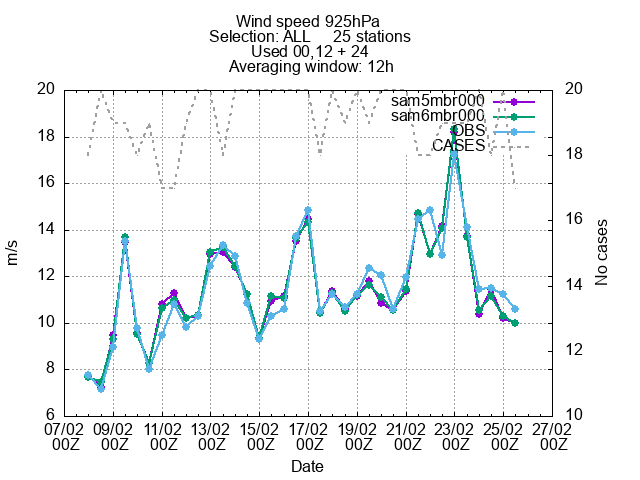 Wind speed 925hPa
Selection: ALL 25 stations
Used 00,12 + 24
Averaging window: 12h
sam5mbr000
sam6mbr000
OBS
CASES
20
18
16
14
12
10
8
6
m/s
20
18
16
14
12
10
No cases
07/02 09/02 11/02 13/02 15/02 17/02 19/02 21/02 23/02 25/02 27/02
00Z 00Z 00Z 00Z 00Z 00Z 00Z 00Z 00Z 00Z 00Z
Date